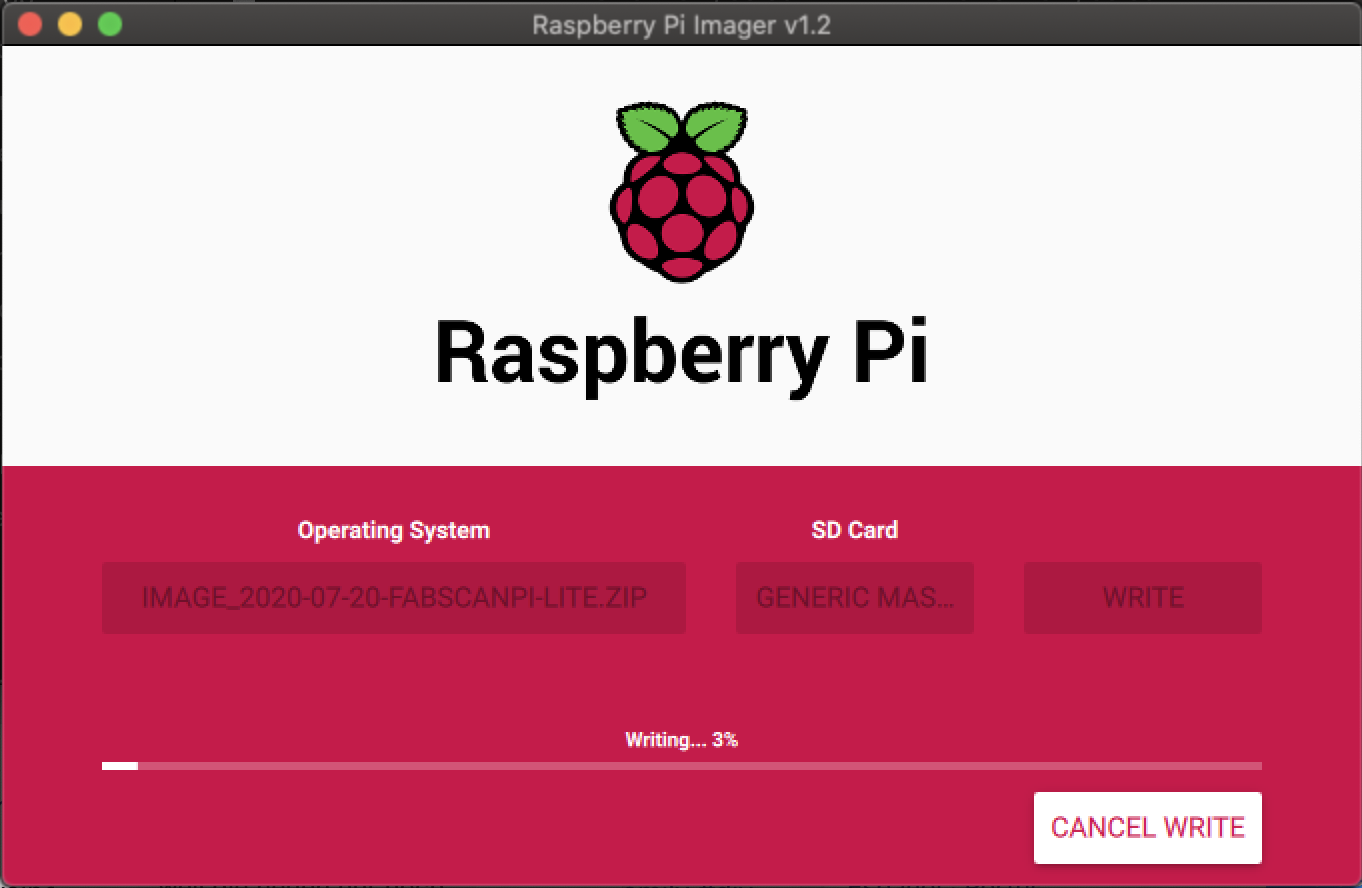 Raspberry Pi Imager v1.2
Raspberry Pi
Operating System
SD Card
IMAGE_2020-07-20-FABSCANPI-LITE.ZIP
GENERIC MAS...
WRITE
Writing... 3%
CANCEL WRITE